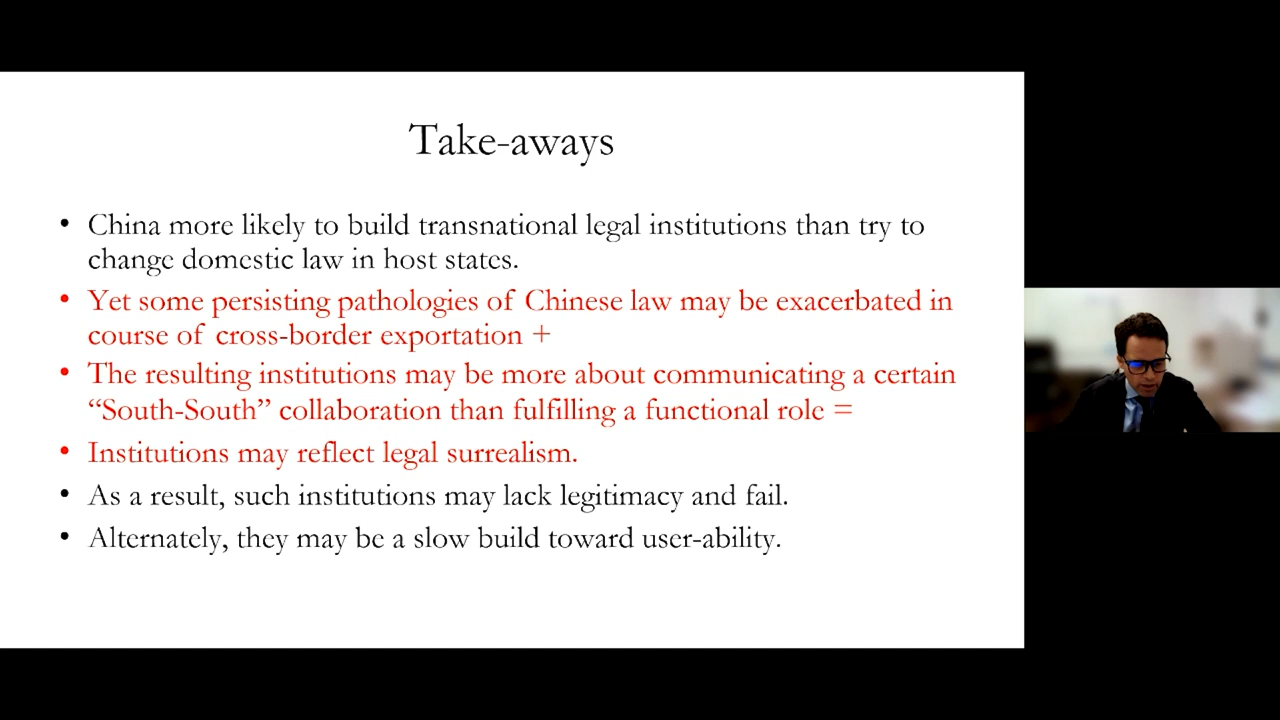 Take-aways
• China more likely to build transnational legal institutions than try to
change domestic law in host states.
• Yet some persisting pathologies of Chinese law may be exacerbated in
course of cross-border exportation +
• The resulting institutions may be more about communicating a certain
“South-South” collaboration than fulfilling a functional role =
• Institutions may reflect legal surrealism.
• As a result, such institutions may lack legitimacy and fail.
• Alternately, they may be a slow build toward user-ability.